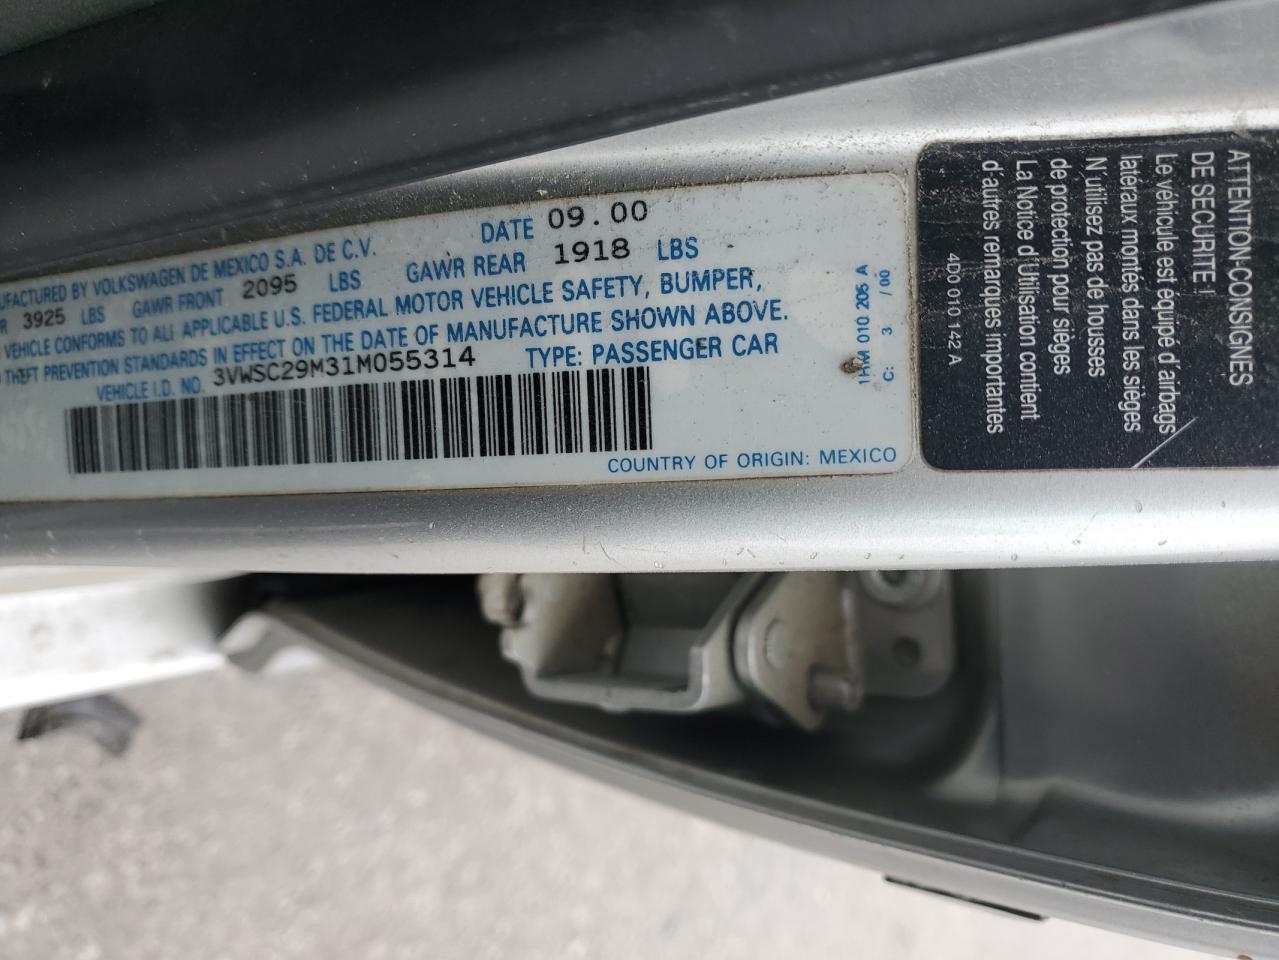 BY VOLKSWAGEN DE MEXICO S.A. DE C.V. DATE 09.00
3925 LBS GAWR FRONT 2095 LBS GAWR REAR 1918 LBS
VEHICLE CONFORMS TO ALL APPLICABLE U.S. FEDERAL MOTOR VEHICLE SAFETY, BUMPER,
THEFT PREVENTION STANDARDS IN EFFECT ON THE DATE OF MANUFACTURE SHOWN ABOVE.
VEHICLE I.D. NO. 3VWSC29M31M055314 TYPE: PASSENGER CAR
COUNTRY OF ORIGIN: MEXICO
1HM 010 205 A
C: 3 / 00
ATTENTION-CONSIGNES
DE SECURITE !
Le véhicule est équipé d'airbags
latéraux montés dans les sièges
N'utilisez pas de housses
de protection pour sièges
La Notice d'Utilisation contient
d'autres remarques importantes
4D0 010 142 A